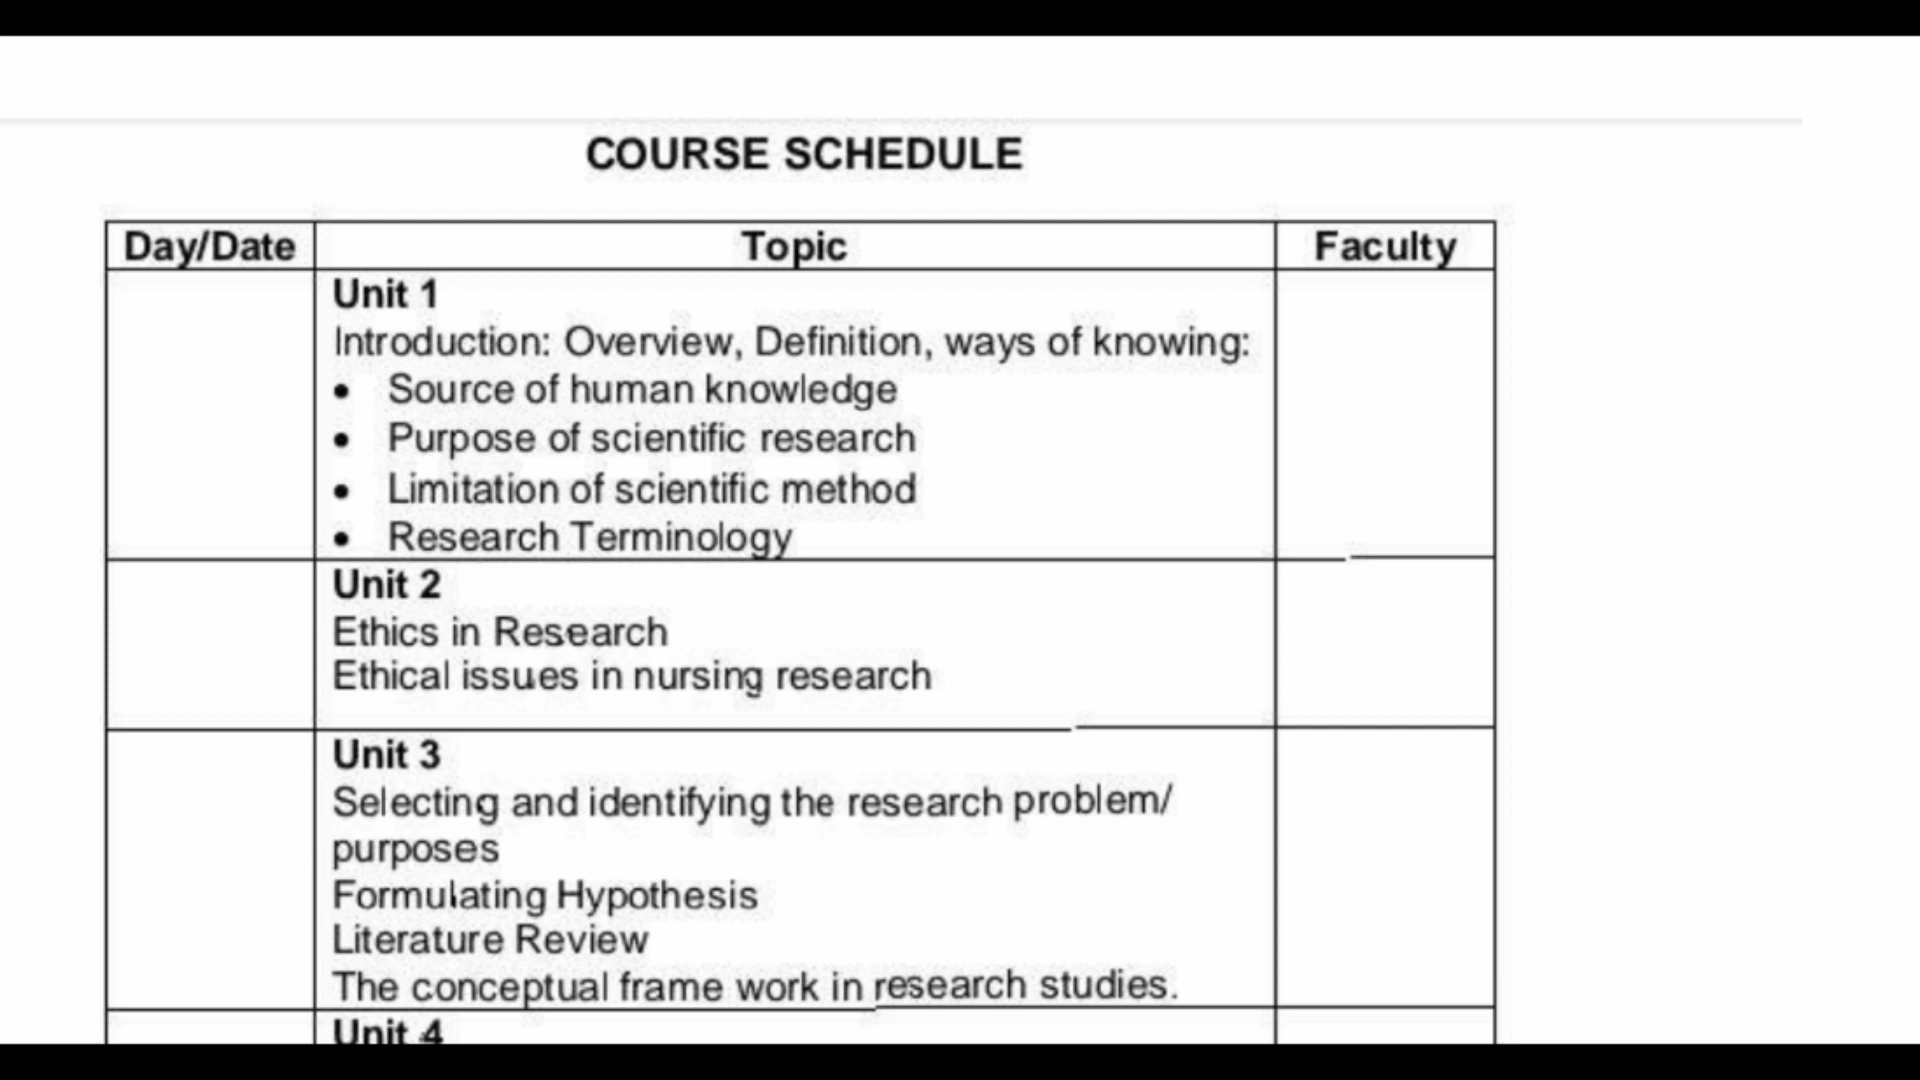 COURSE SCHEDULE
Day/Date Topic Faculty
Unit 1
Introduction: Overview, Definition, ways of knowing:
• Source of human knowledge
• Purpose of scientific research
• Limitation of scientific method
• Research Terminology
Unit 2
Ethics in Research
Ethical issues in nursing research
Unit 3
Selecting and identifying the research problem/
purposes
Formulating Hypothesis
Literature Review
The conceptual frame work in research studies.
Unit 4